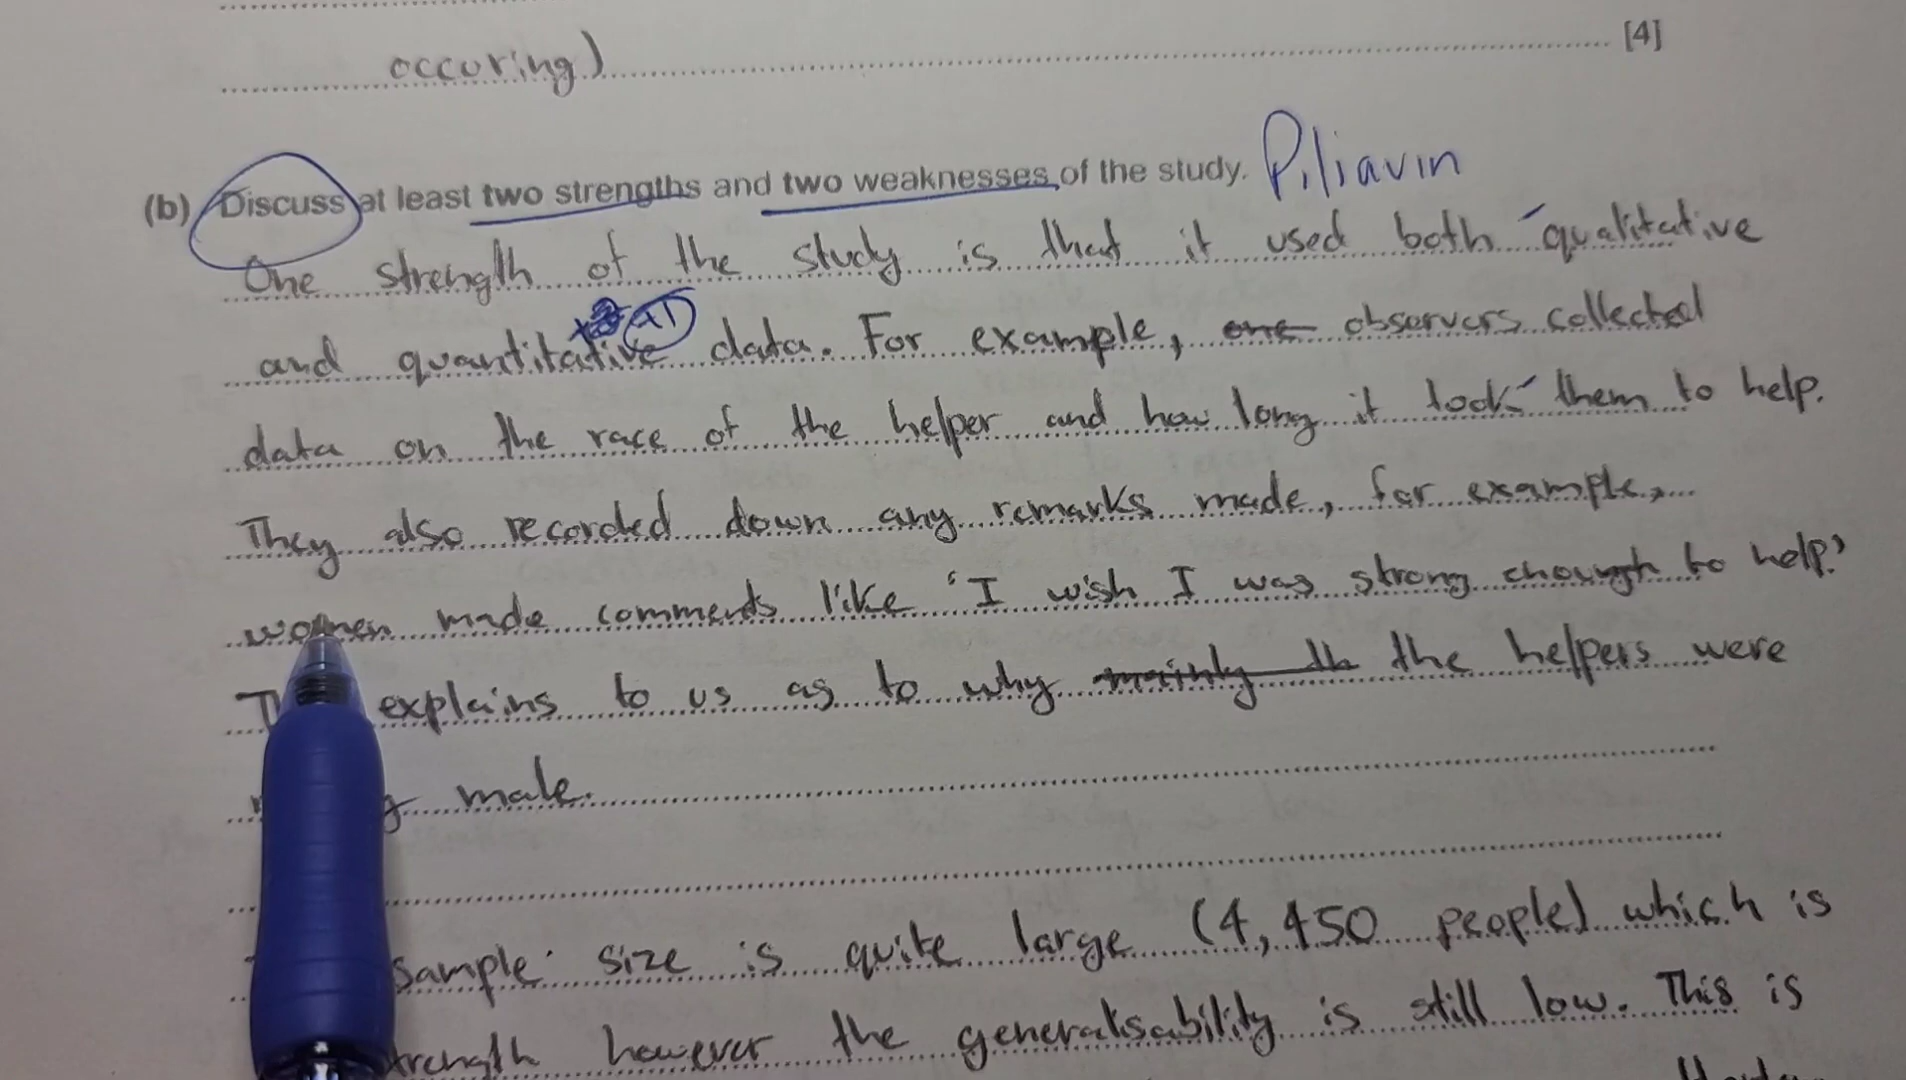 occuring) [4]
(b) Discuss at least two strengths and two weaknesses of the study. Piliavin
One strength of the study is that it used both qualitative
+1
and quantitative data. For example, one observers collected
data on the race of the helper and how long it took them to help.
They also recorded down any remarks made, for example,
women made comments like 'I wish I was strong enough to help'
explains to us as to why mainly th the helpers were
male.
sample size is quite large (4,450 people) which is
however the generalisability is still low. This is